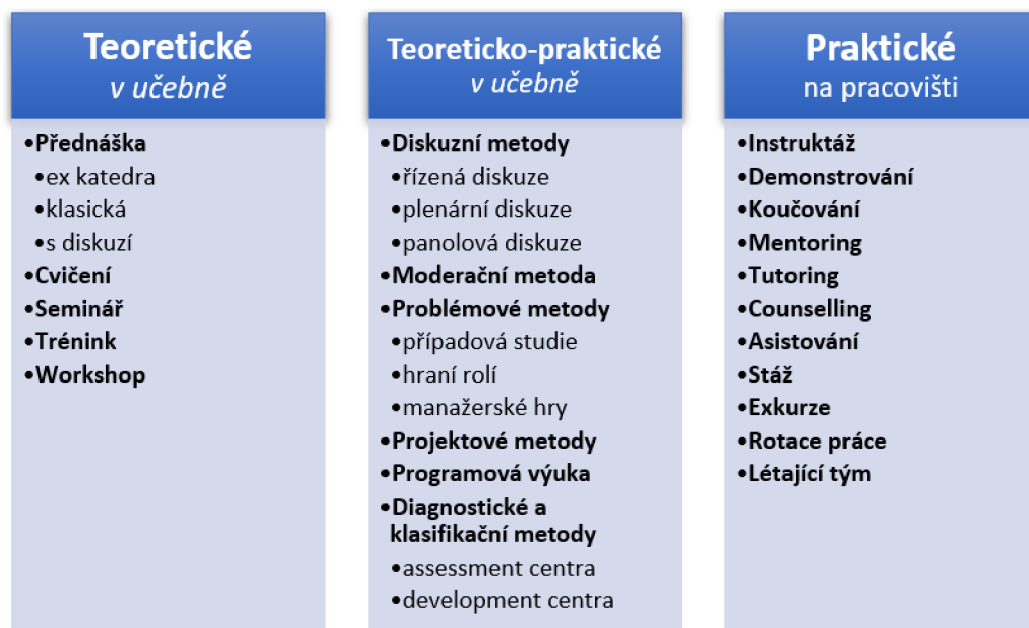 Teoretické
v učebně
•Přednáška
•ex katedra
•klasická
•s diskuzí
•Cvičení
•Seminář
•Trénink
•Workshop
Teoreticko-praktické
v učebně
•Diskuzní metody
•řízená diskuze
•plenární diskuze
•panolová diskuze
•Moderační metoda
•Problémové metody
•případová studie
•hraní rolí
•manažerské hry
•Projektové metody
•Programová výuka
•Diagnostické a
klasifikační metody
•assessment centra
•development centra
Praktické
na pracovišti
•Instruktáž
•Demonstrování
•Koučování
•Mentoring
•Tutoring
•Counselling
•Asistování
•Stáž
•Exkurze
•Rotace práce
•Létající tým